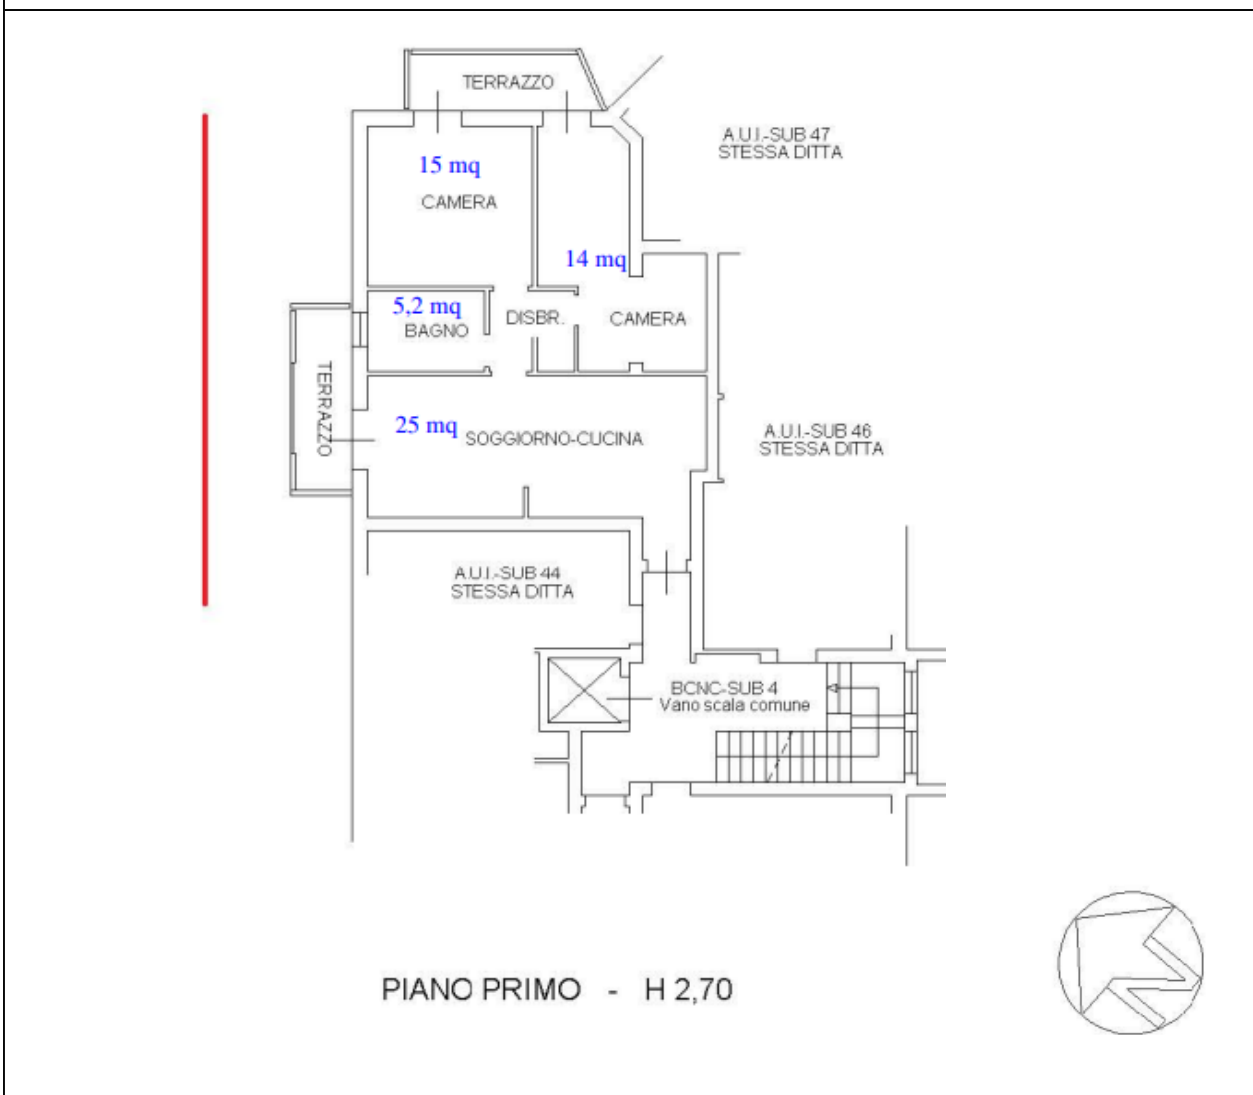 TERRAZZO
A.U.I.-SUB 47
STESSA DITTA
15 mq
CAMERA
14 mq
5,2 mq
BAGNO
DISBR.
CAMERA
TERRAZZO
25 mq
SOGGIORNO-CUCINA
A.U.I.-SUB 46
STESSA DITTA
A.U.I.-SUB 44
STESSA DITTA
BCNC-SUB 4
Vano scala comune
PIANO PRIMO - H 2,70